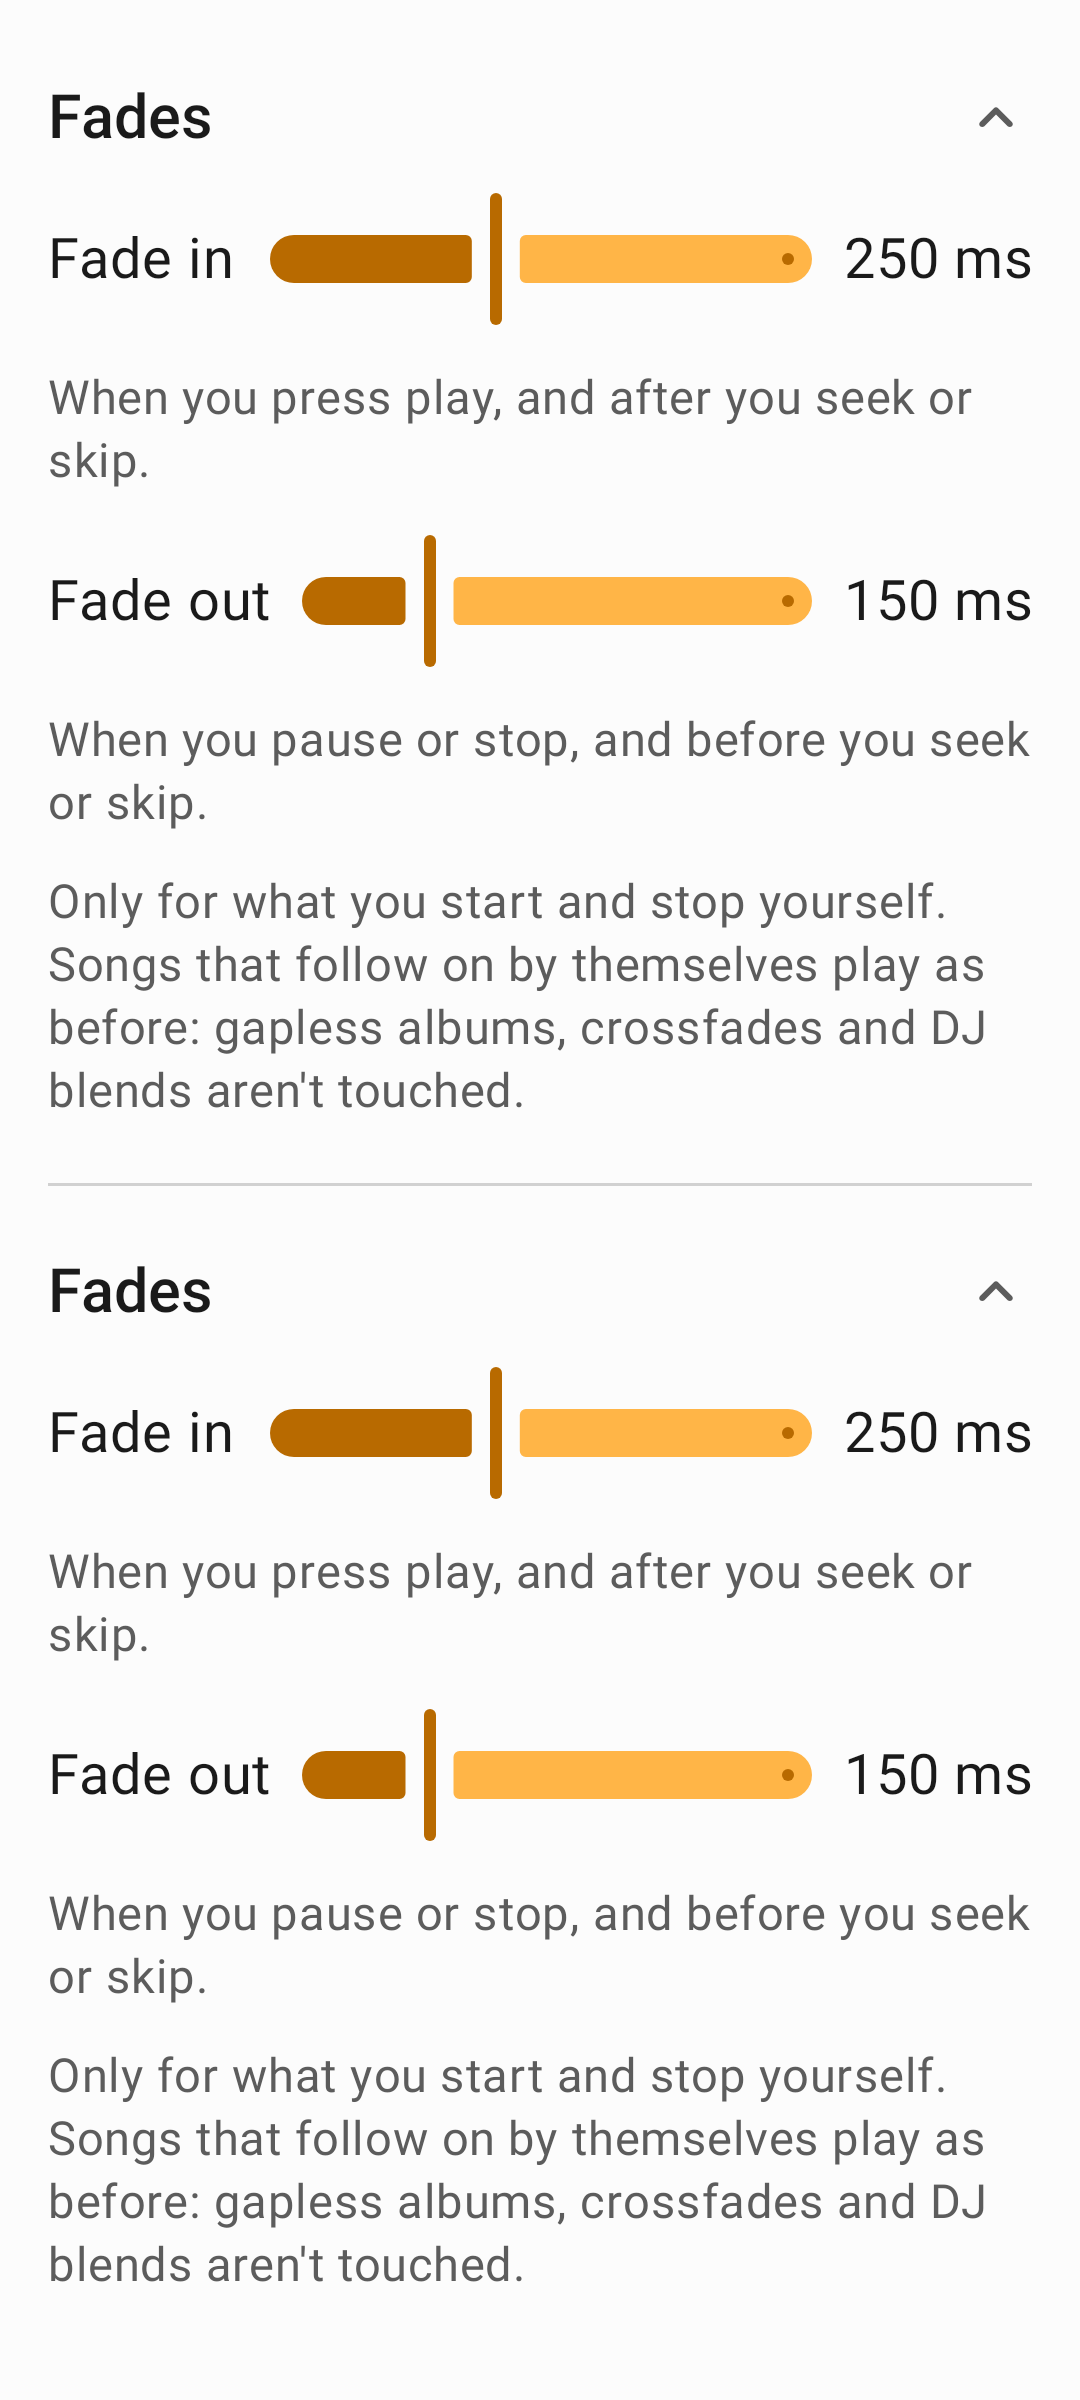 Fades
Fade in 250 ms
When you press play, and after you seek or
skip.
Fade out 150 ms
When you pause or stop, and before you seek
or skip.
Only for what you start and stop yourself.
Songs that follow on by themselves play as
before: gapless albums, crossfades and DJ
blends aren't touched.
Fades
Fade in 250 ms
When you press play, and after you seek or
skip.
Fade out 150 ms
When you pause or stop, and before you seek
or skip.
Only for what you start and stop yourself.
Songs that follow on by themselves play as
before: gapless albums, crossfades and DJ
blends aren't touched.